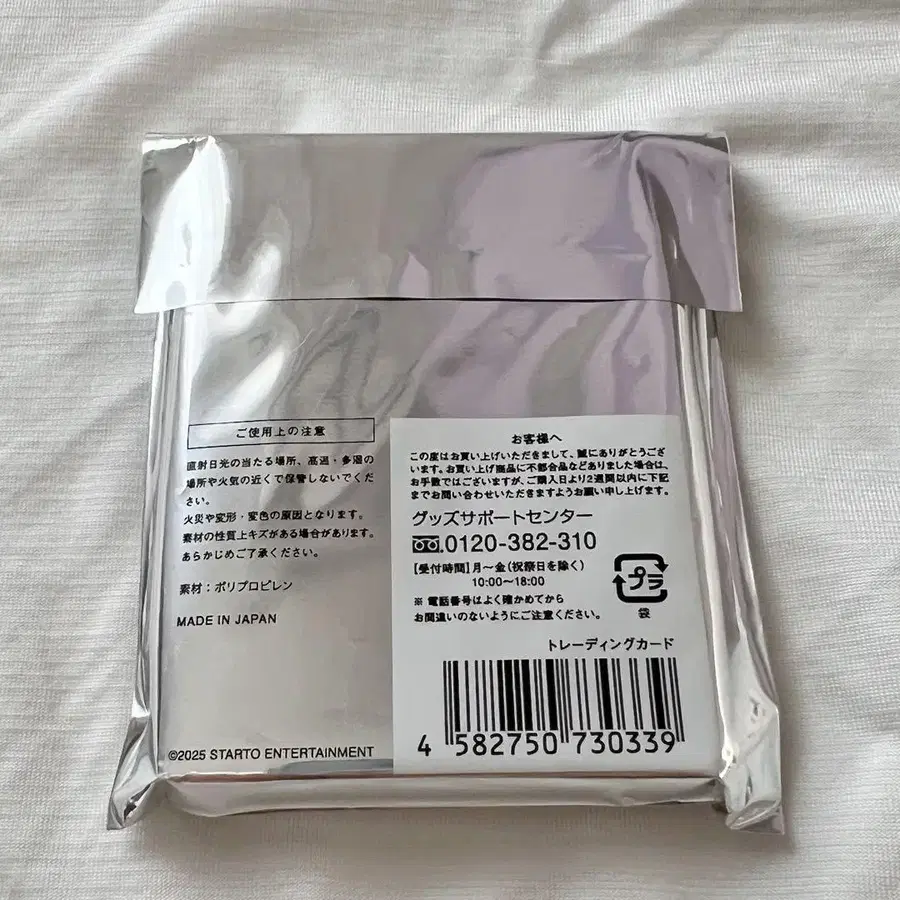 ご使用上の注意
直射日光の当たる場所、高温・多湿の
場所や火気の近くで保管しないでくだ
さい。
火災や変形・変色の原因となります。
素材の性質上キズがある場合があります。
あらかじめご了承ください。
素材:ポリプロピレン
MADE IN JAPAN
©2025 STARTO ENTERTAINMENT
お客様へ
この度はお買い上げいただきまして、誠にありがとうござ
います。お買い上げ商品に不都合品などありました場合は、
お手数ではございますが、ご購入日より2週間以内に下記
までお問い合わせいただきますようお願い申し上げます。
グッズサポートセンター
0120-382-310
【受付時間】月~金(祝祭日を除く)
10:00~18:00
※ 電話番号はよく確かめてから
お間違いのないようにご注意ください。
プラ
袋
トレーディングカード
4 582750 730339